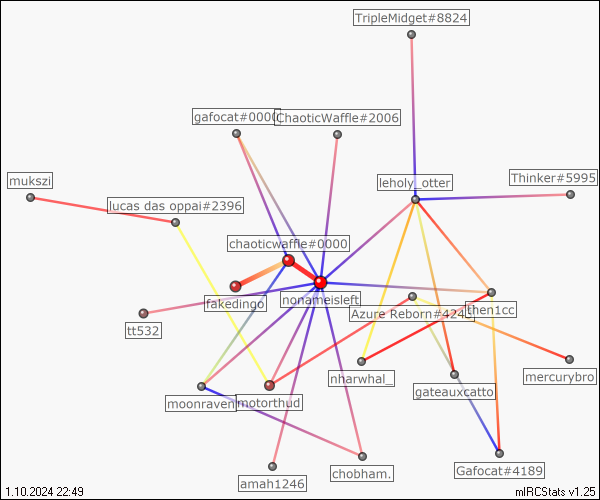 TripleMidget#8824
gafocat#0000
ChaoticWaffle#2006
mukszi
leholy_otter
Thinker#5995
lucas das oppai#2396
chaoticwaffle#0000
fakedingo
nonameisleft
Azure Reborn#424
then1cc
tt532
nharwhal_
mercurybro
gateauxcatto
moonraven
motorthud
chobham.
Gafocat#4189
amah1246
1.10.2024 22:49
mIRCStats v1.25